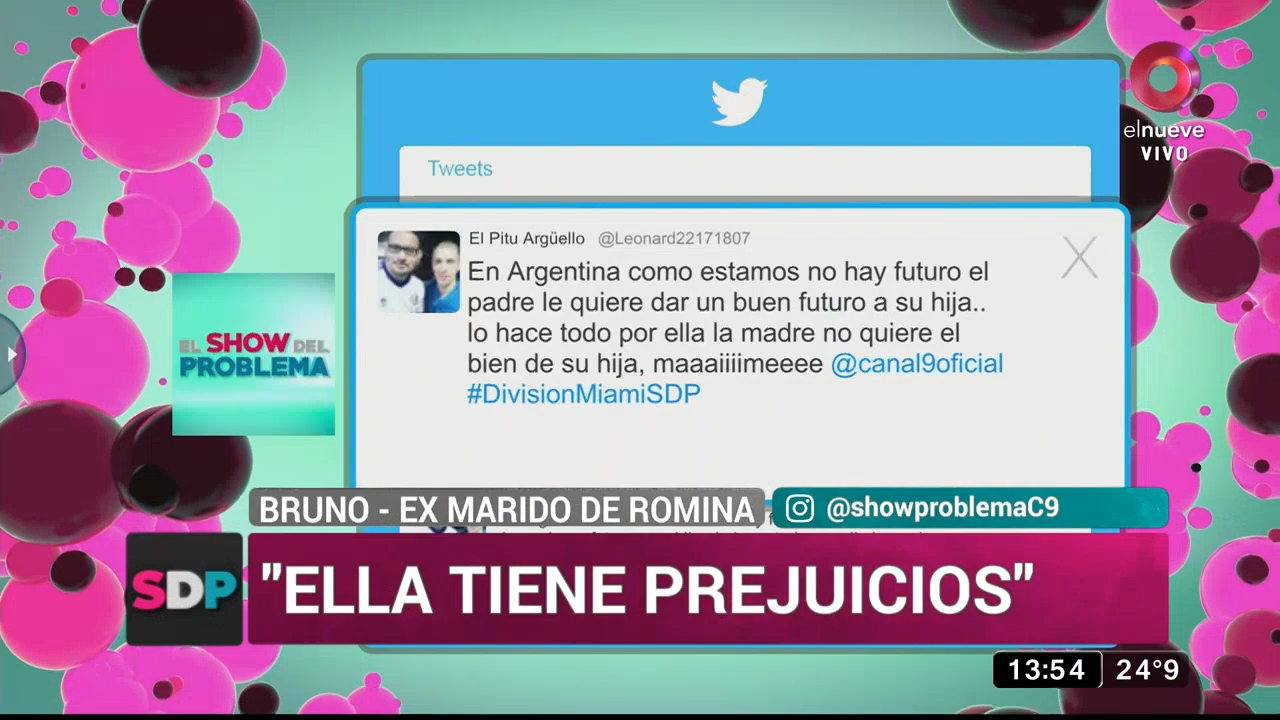 elnueve
VIVO
Tweets
El Pitu Argüello @Leonard22171807
En Argentina como estamos no hay futuro el
padre le quiere dar un buen futuro a su hija..
lo hace todo por ella la madre no quiere el
bien de su hija, maaaiiiimeeee @canal9oficial
#DivisionMiamiSDP
EL SHOW DEL
PROBLEMA
BRUNO - EX MARIDO DE ROMINA
@showproblemaC9
SDP
"ELLA TIENE PREJUICIOS"
13:54 24°9